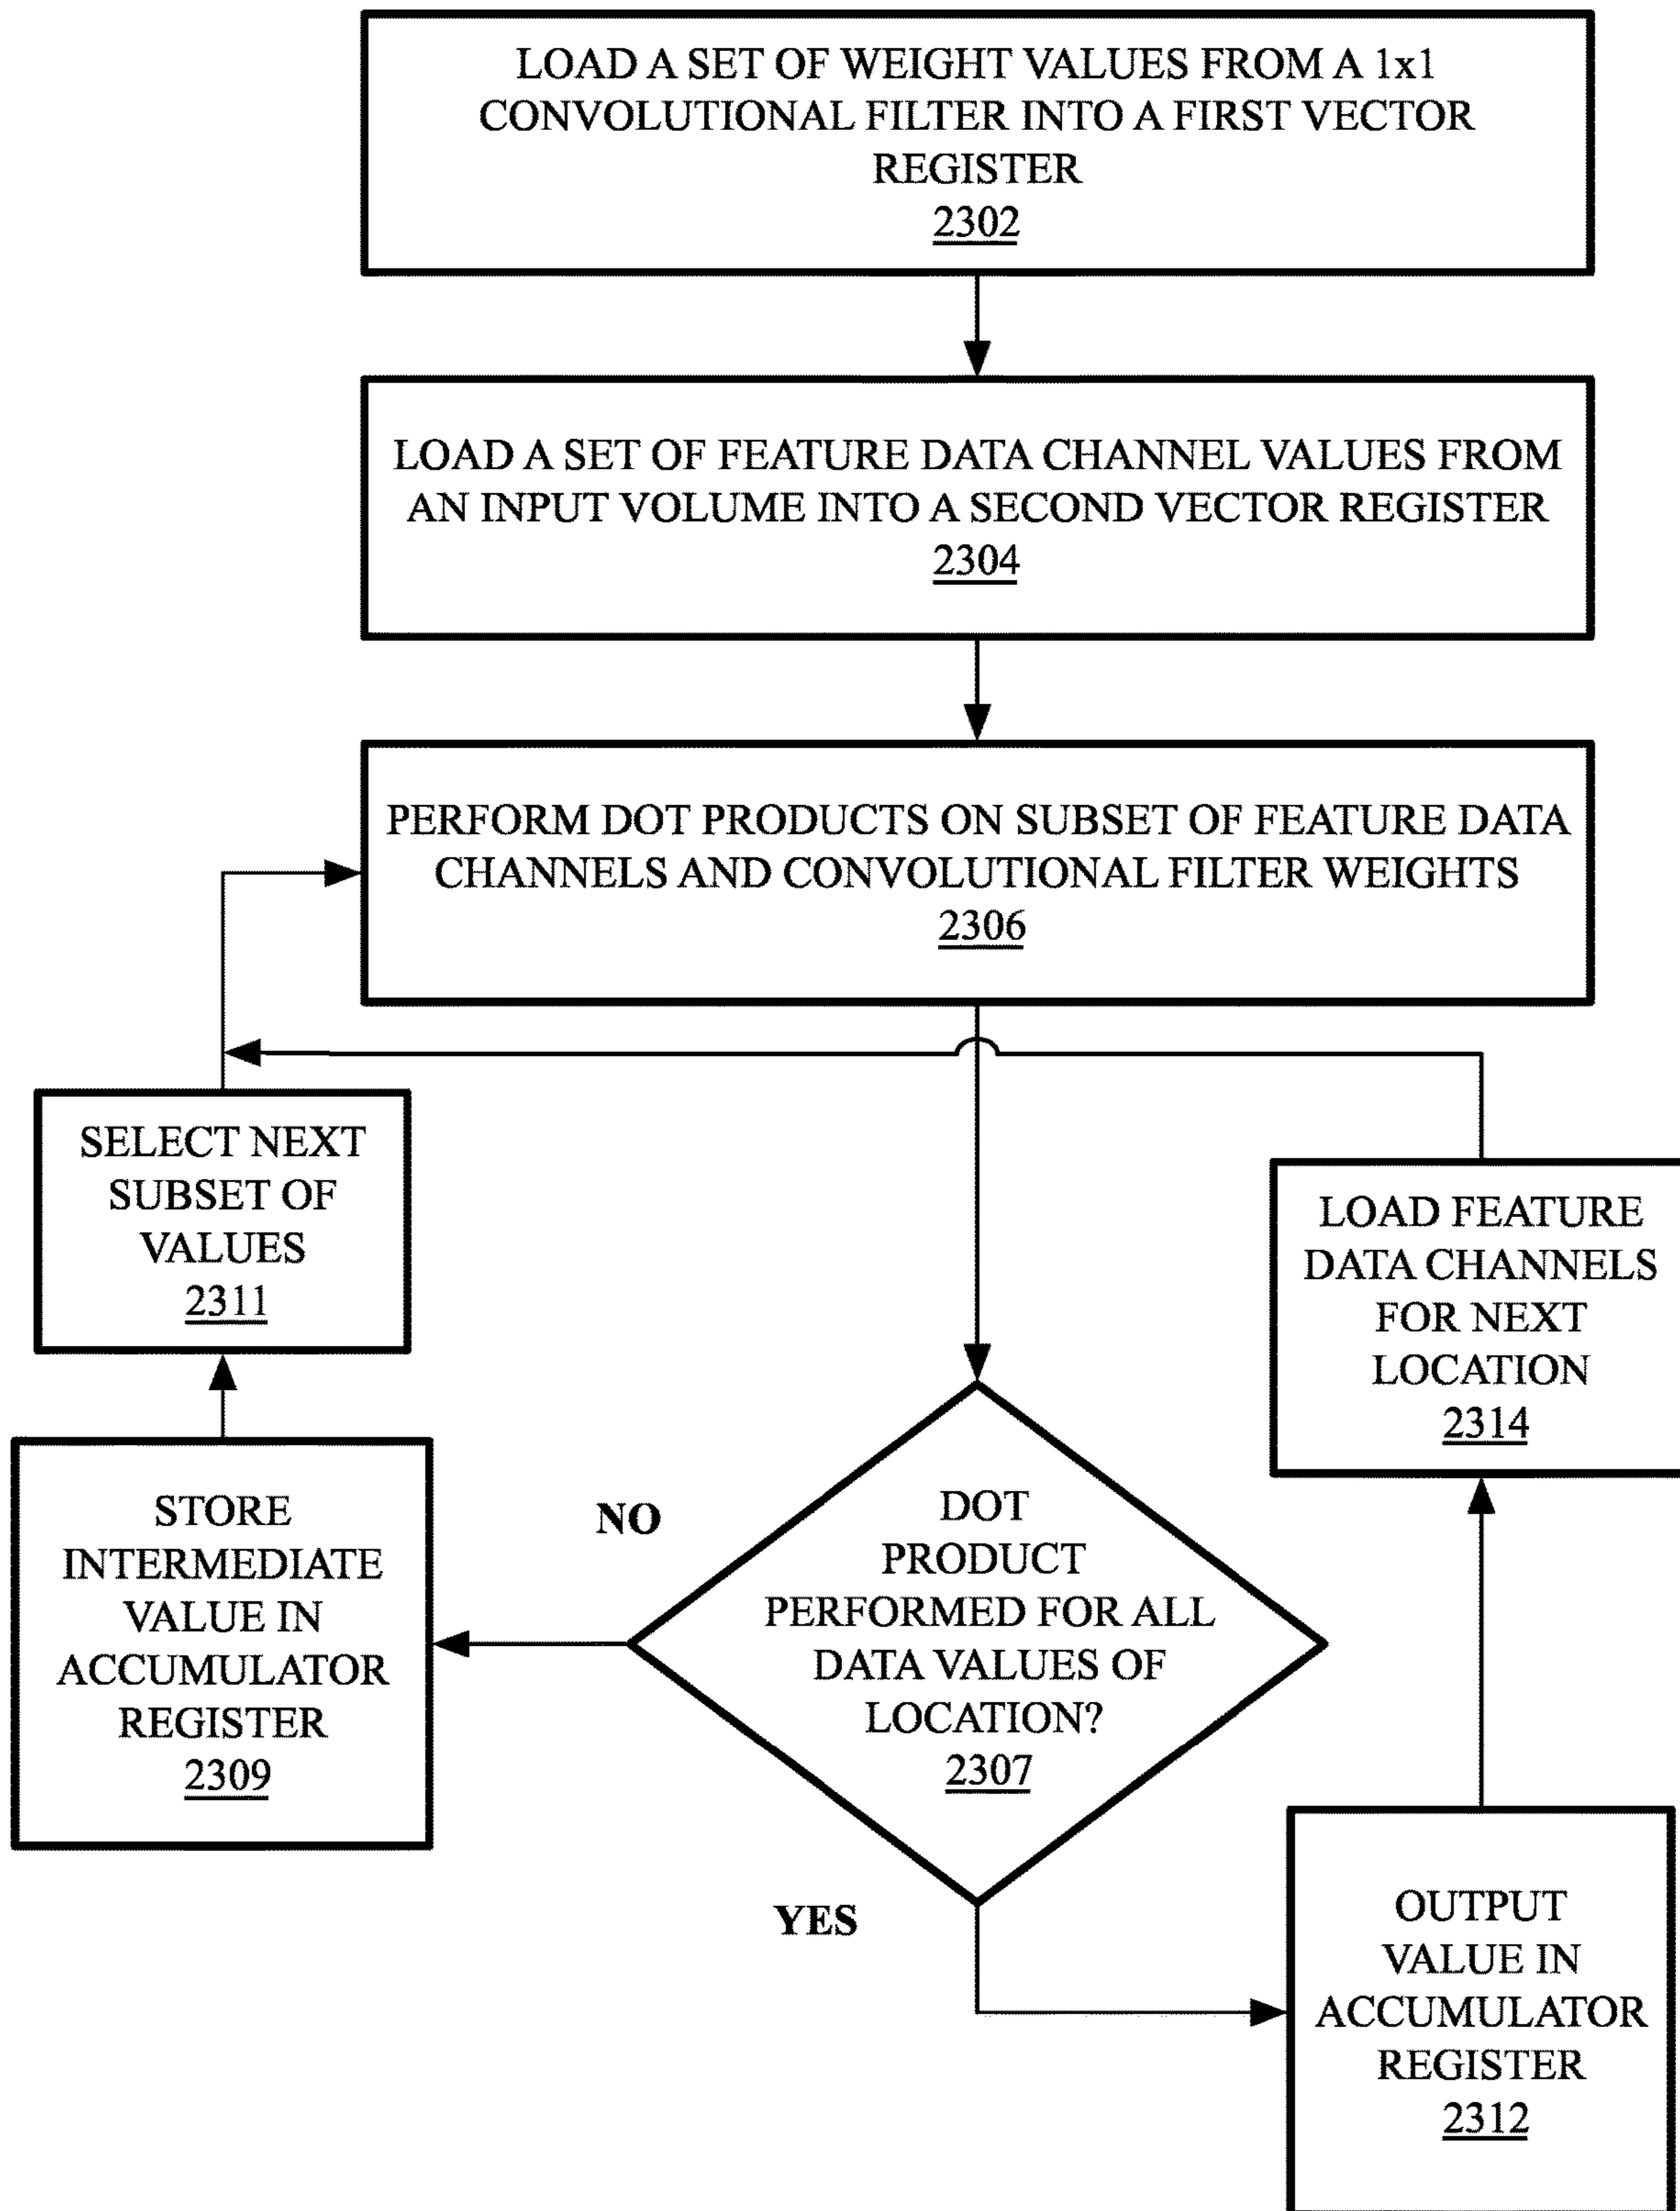 LOAD A SET OF WEIGHT VALUES FROM A 1x1
CONVOLUTIONAL FILTER INTO A FIRST VECTOR
REGISTER
2302
LOAD A SET OF FEATURE DATA CHANNEL VALUES FROM
AN INPUT VOLUME INTO A SECOND VECTOR REGISTER
2304
PERFORM DOT PRODUCTS ON SUBSET OF FEATURE DATA
CHANNELS AND CONVOLUTIONAL FILTER WEIGHTS
2306
SELECT NEXT
SUBSET OF
VALUES
2311
LOAD FEATURE
DATA CHANNELS
FOR NEXT
LOCATION
2314
STORE
INTERMEDIATE
VALUE IN
ACCUMULATOR
REGISTER
2309
NO
DOT
PRODUCT
PERFORMED FOR ALL
DATA VALUES OF
LOCATION?
2307
YES
OUTPUT
VALUE IN
ACCUMULATOR
REGISTER
2312